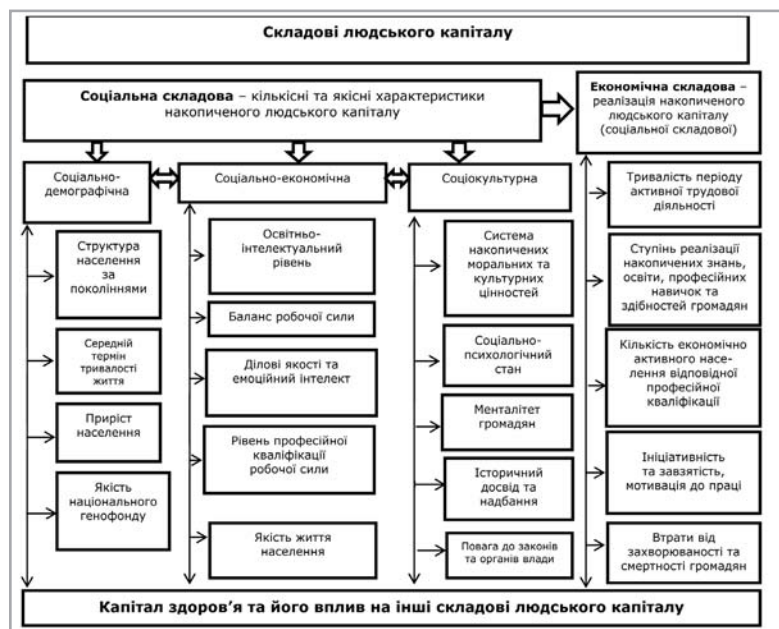 Складові людського капіталу
Соціальна складова – кількісні та якісні характеристики
накопиченого людського капіталу
Економічна складова –
реалізація накопиченого
людського капіталу
(соціальної складової)
Соціально-
демографічна
Соціально-економічна
Соціокультурна
Структура
населення
за
поколіннями
Середній
термін
тривалості
життя
Приріст
населення
Якість
національного
генофонду
Освітньо-
інтелектуальний
рівень
Баланс робочої сили
Ділові якості та
емоційний інтелект
Рівень професійної
кваліфікації
робочої сили
Якість життя
населення
Система
накопичених
моральних та
культурних
цінностей
Соціально-
психологічний
стан
Менталітет
громадян
Історичний
досвід та
надбання
Повага до законів
та органів влади
Тривалість періоду
активної трудової
діяльності
Ступінь реалізації
накопичених знань,
освіти, професійних
навичок та
здібностей громадян
Кількість економічно
активного насе-
лення відповідної
професійної
кваліфікації
Ініціативність
та завзятість,
мотивація до праці
Втрати від
захворюваності та
смертності громадян
Капітал здоров’я та його вплив на інші складові людського капіталу